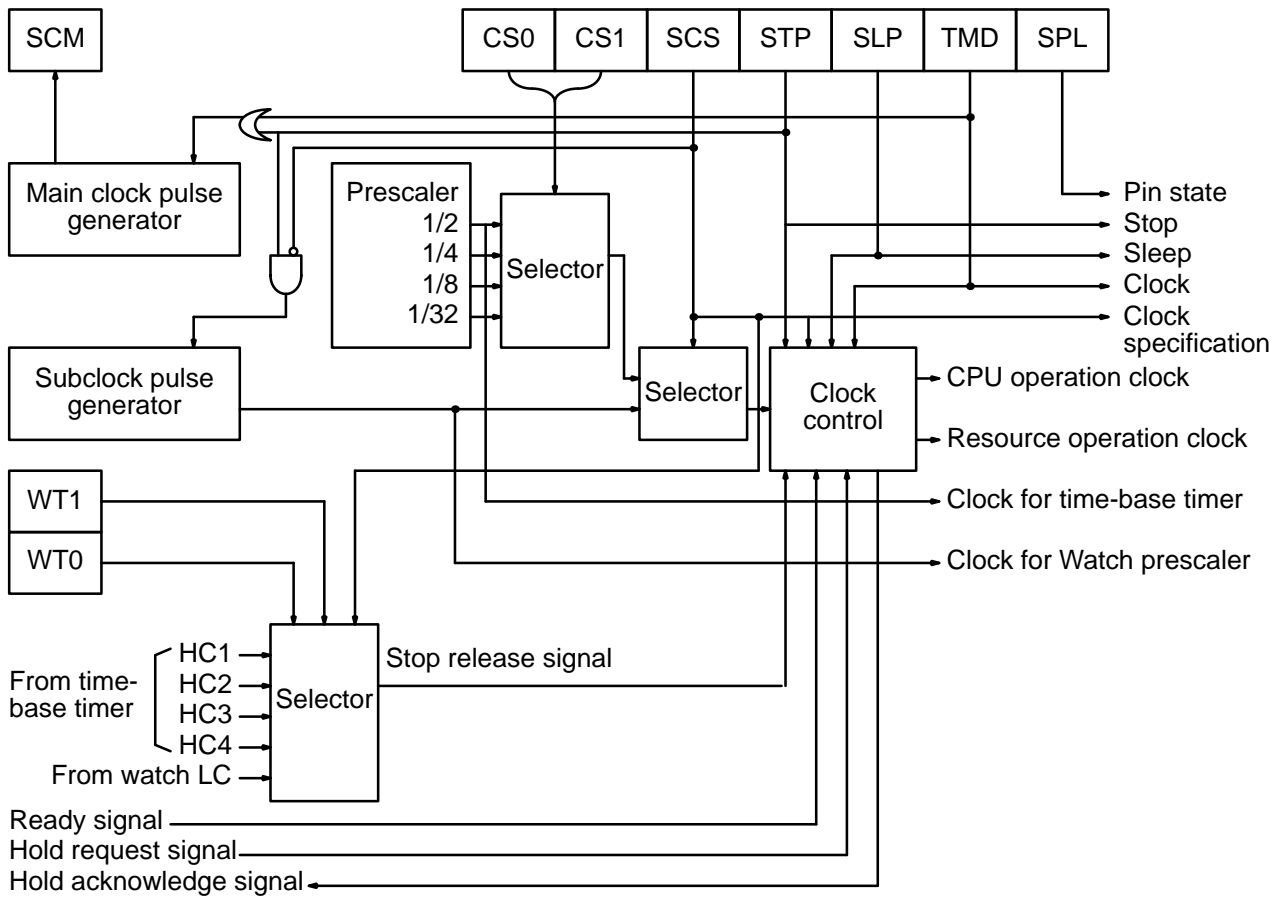 SCM
CS0 CS1 SCS STP SLP TMD SPL
Main clock pulse
generator
Prescaler
1/2
1/4
1/8
1/32
Selector
Pin state
Stop
Sleep
Clock
Clock
specification
Subclock pulse
generator
Selector
Clock
control
CPU operation clock
Resource operation clock
WT1
WT0
Clock for time-base timer
Clock for Watch prescaler
From time-
base timer
HC1
HC2
HC3
HC4
From watch LC
Selector
Stop release signal
Ready signal
Hold request signal
Hold acknowledge signal